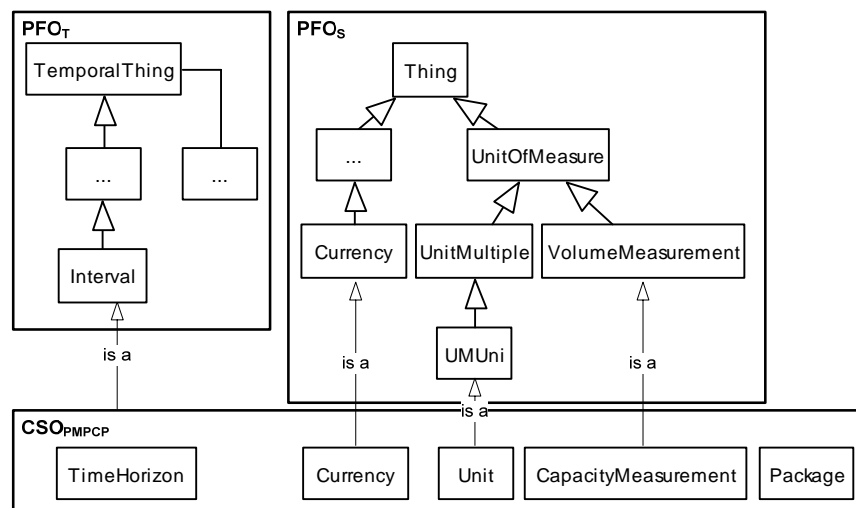 PFOT
TemporalThing
...
...
Interval
is a
PFOS
Thing
...
UnitOfMeasure
Currency
UnitMultiple
VolumeMeasurement
UMUni
is a
is a
is a
CSOPMPCP
TimeHorizon
Currency
Unit
CapacityMeasurement
Package